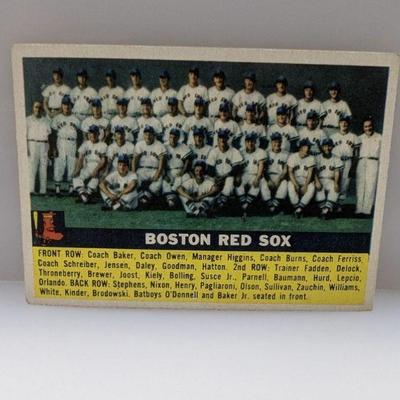 BOSTON RED SOX
FRONT ROW: Coach Baker, Coach Owen, Manager Higgins, Coach Burns, Coach Ferriss,
Coach Schreiber, Jensen, Daley, Goodman, Hatton. 2ND ROW: Trainer Fadden, Delock,
Throneberry, Brewer, Joost, Kiely, Bolling, Susce Jr., Parnell, Baumann, Hurd, Lepcio,
Orlando. BACK ROW: Stephens, Nixon, Henry, Pagliaroni, Olson, Sullivan, Zauchin, Williams,
White, Kinder, Brodowski. Batboys O'Donnell and Baker Jr. seated in front.